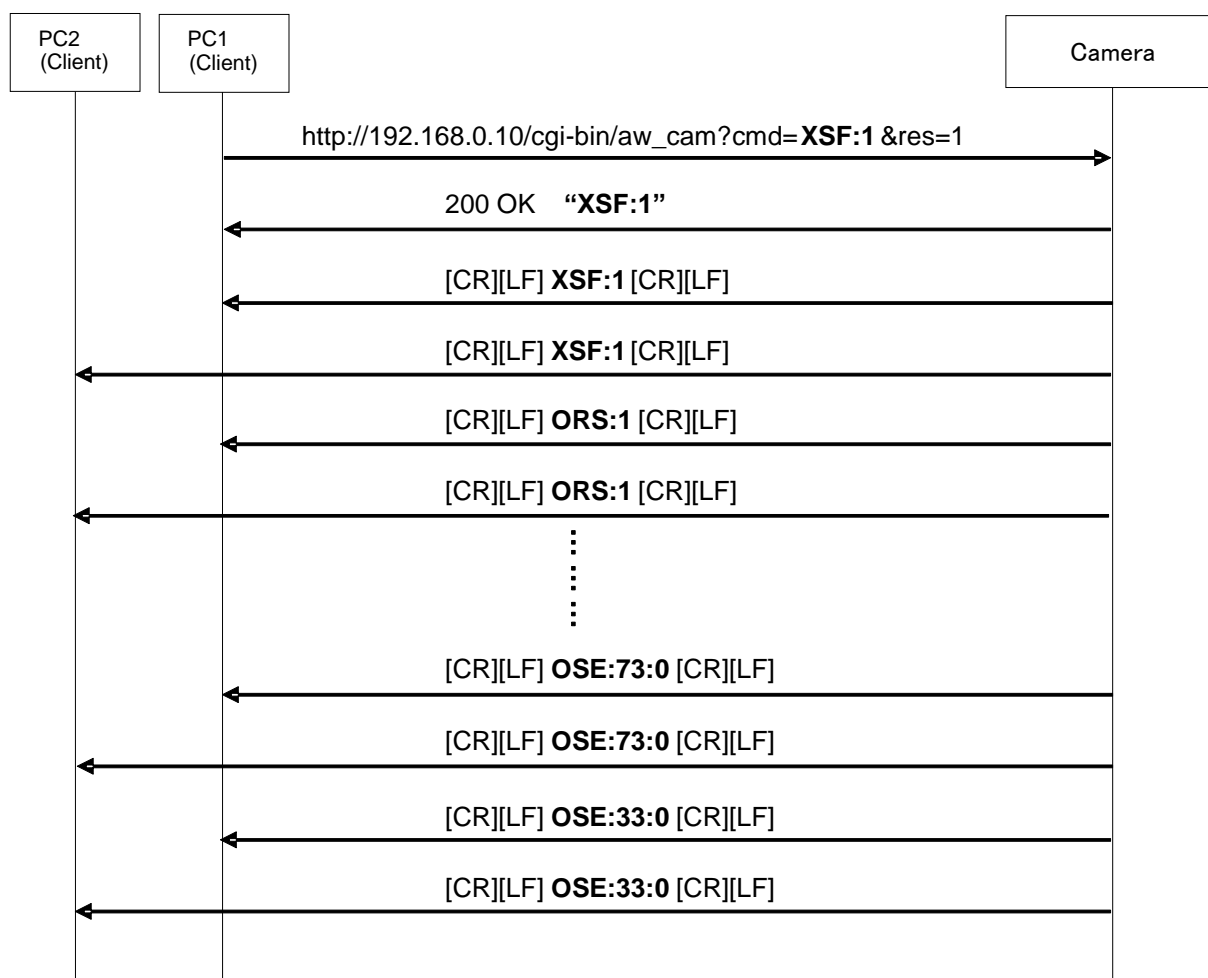 PC2
(Client)
PC1
(Client)
Camera
http://192.168.0.10/cgi-bin/aw_cam?cmd=XSF:1 &res=1
200 OK “XSF:1”
[CR][LF] XSF:1 [CR][LF]
[CR][LF] XSF:1 [CR][LF]
[CR][LF] ORS:1 [CR][LF]
[CR][LF] ORS:1 [CR][LF]
[CR][LF] OSE:73:0 [CR][LF]
[CR][LF] OSE:73:0 [CR][LF]
[CR][LF] OSE:33:0 [CR][LF]
[CR][LF] OSE:33:0 [CR][LF]